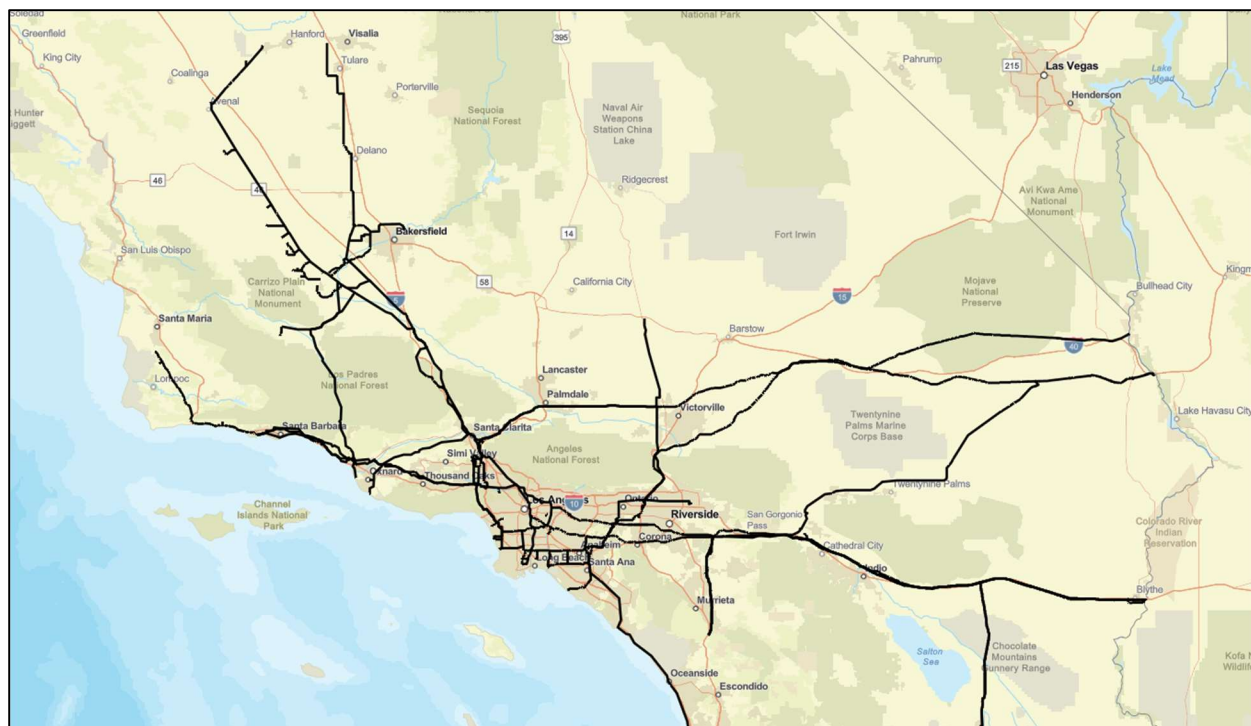 Soledad
National Park
Greenfield
Hanford
Visalia
395
King City
Tulare
Pahrump
215
Las Vegas
Lake
Mead
Coalinga
Avenal
Porterville
Henderson
Sequoia
National Forest
Naval Air
Weapons
Station China
Lake
Delano
46
46
Ridgecrest
Avi Kwa Ame
National
Monument
Bakersfield
14
Fort Irwin
San Luis Obispo
Carrizo Plain
National
Monument
58
California City
5
15
Mojave
National
Preserve
Bullhead City
Santa Maria
Barstow
40
Lompoc
Los Padres
National Forest
Lancaster
Palmdale
Victorville
Twentynine
Palms Marine
Corps Base
Lake Havasu City
Santa Barbara
Santa Clarita
Simi Valley
Angeles
National Forest
Oxnard
Thousand Oaks
Twentynine Palms
Channel
Islands National
Park
Los Angeles
10
Ontario
Riverside
San Gorgonio
Pass
Colorado River
Indian
Reservation
Anaheim
Corona
Cathedral City
Long Beach
Santa Ana
Indio
Blythe
Murrieta
Salton
Sea
Chocolate
Mountains
Gunnery Range
Oceanside
Escondido